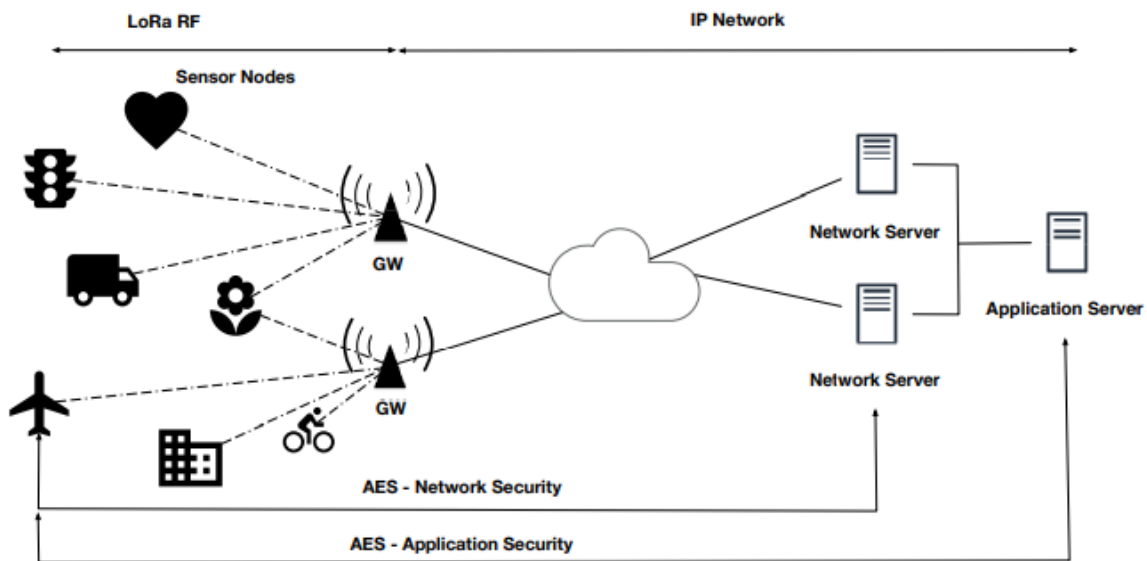 LoRa RF
IP Network
Sensor Nodes
GW
Network Server
GW
Network Server
Application Server
AES - Network Security
AES - Application Security